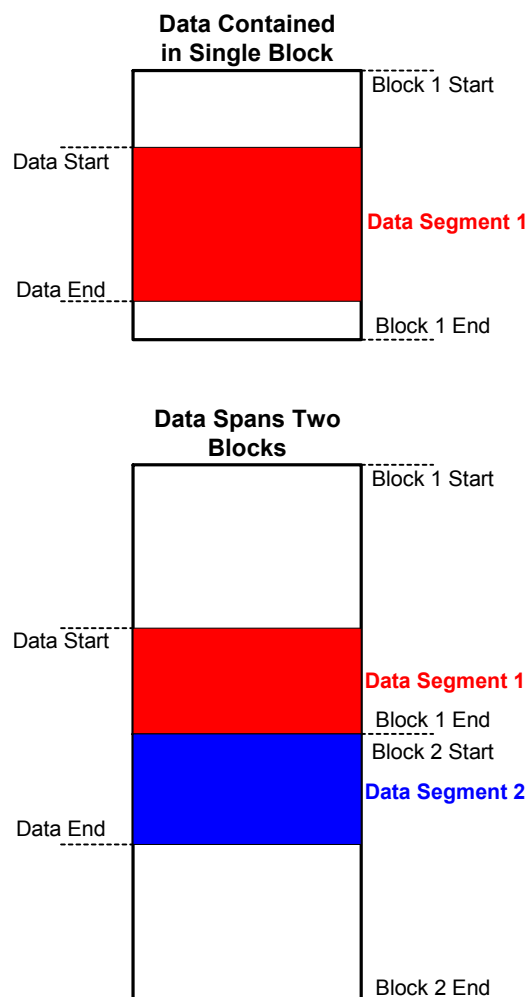 Data Contained
in Single Block
Block 1 Start
Data Start
Data Segment 1
Data End
Block 1 End
Data Spans Two
Blocks
Block 1 Start
Data Start
Data Segment 1
Block 1 End
Block 2 Start
Data Segment 2
Data End
Block 2 End